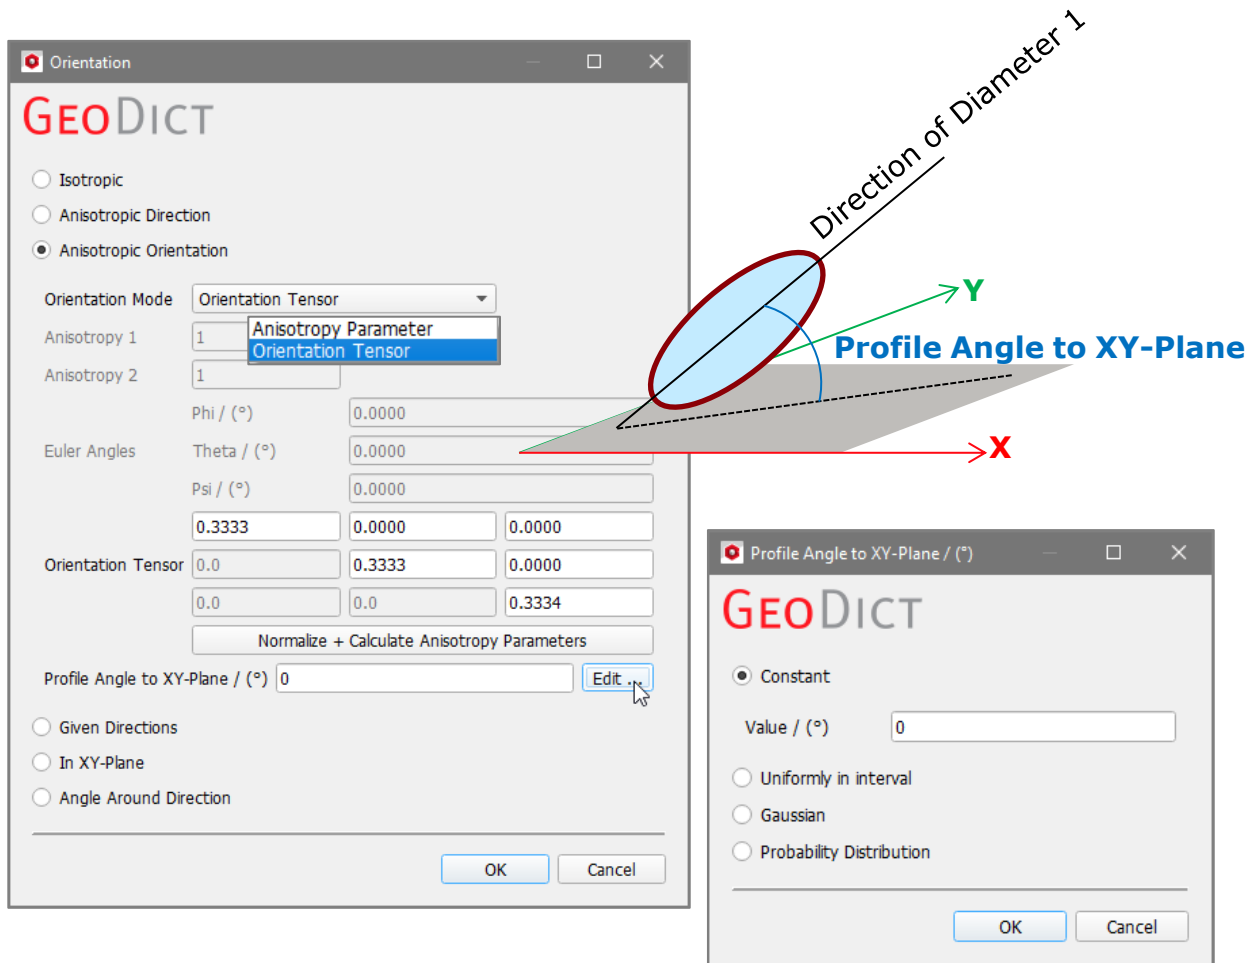 Orientation
GEODICT
Isotropic
Anisotropic Direction
Anisotropic Orientation
Orientation Mode Orientation Tensor
Anisotropy Parameter
Orientation Tensor
Anisotropy 1 1
Anisotropy 2 1
Phi / (°) 0.0000
Euler Angles Theta / (°) 0.0000
Psi / (°) 0.0000
0.3333 0.0000 0.0000
Orientation Tensor 0.0 0.3333 0.0000
0.0 0.0 0.3334
Normalize + Calculate Anisotropy Parameters
Profile Angle to XY-Plane / (°) 0 Edit ...
Given Directions
In XY-Plane
Angle Around Direction
OK Cancel
Direction of Diameter 1
Y
Profile Angle to XY-Plane
X
Profile Angle to XY-Plane / (°)
GEODICT
Constant
Value / (°) 0
Uniformly in interval
Gaussian
Probability Distribution
OK Cancel